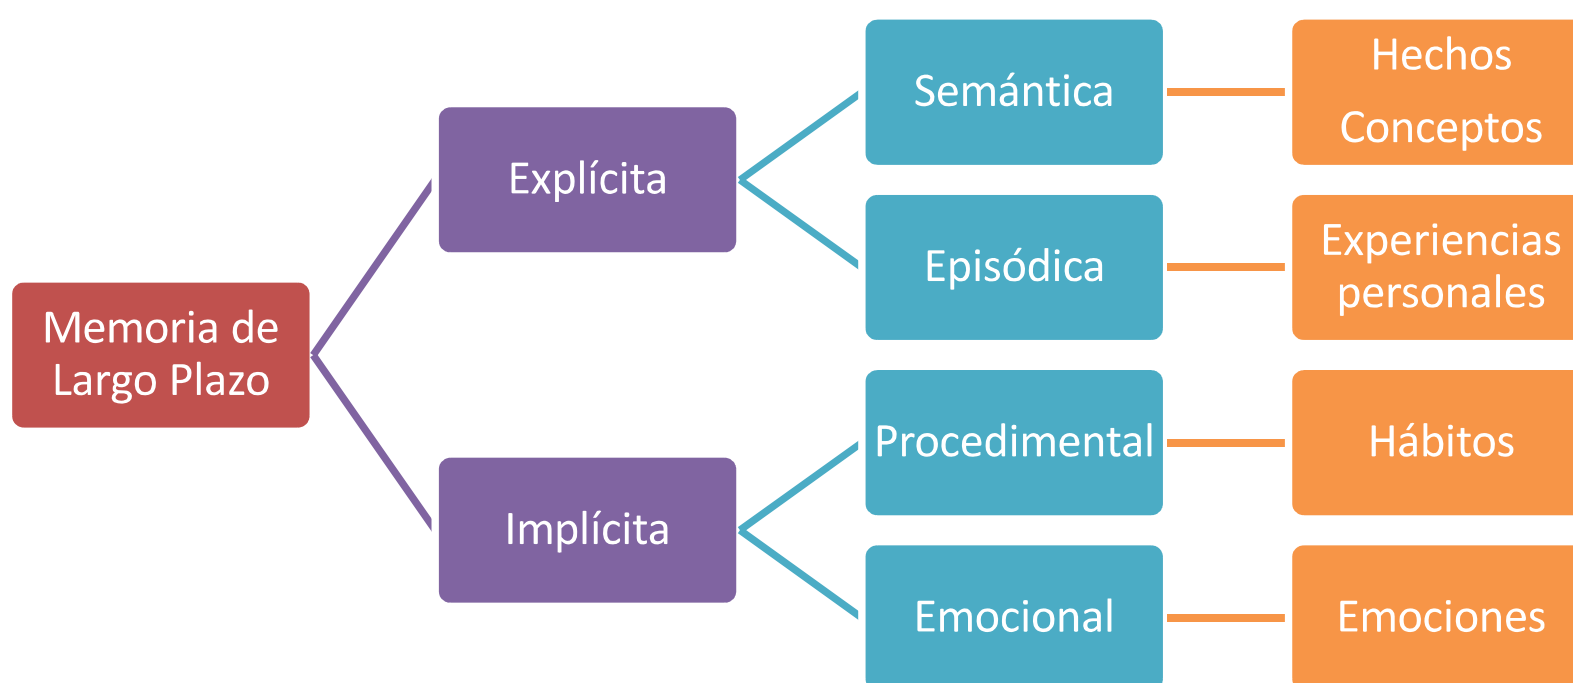 Memoria de
Largo Plazo
Explícita
Semántica
Hechos
Conceptos
Episódica
Experiencias
personales
Implícita
Procedimental
Hábitos
Emocional
Emociones